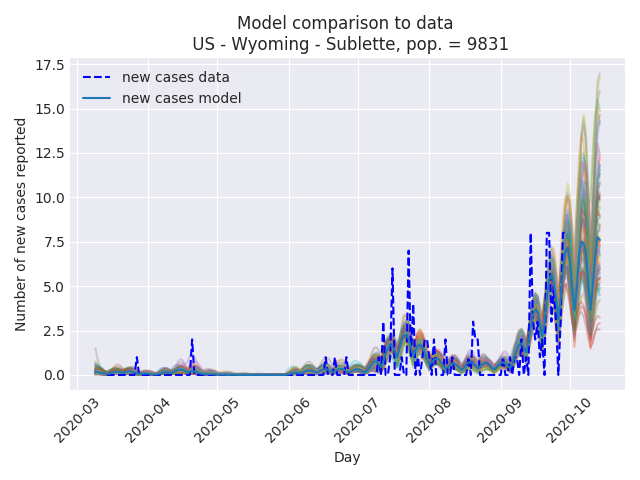 Model comparison to data
US - Wyoming - Sublette, pop. = 9831
17.5
15.0
12.5
10.0
7.5
5.0
2.5
0.0
Number of new cases reported
new cases data
new cases model
2020-03
2020-04
2020-05
2020-06
2020-07
2020-08
2020-09
2020-10
Day